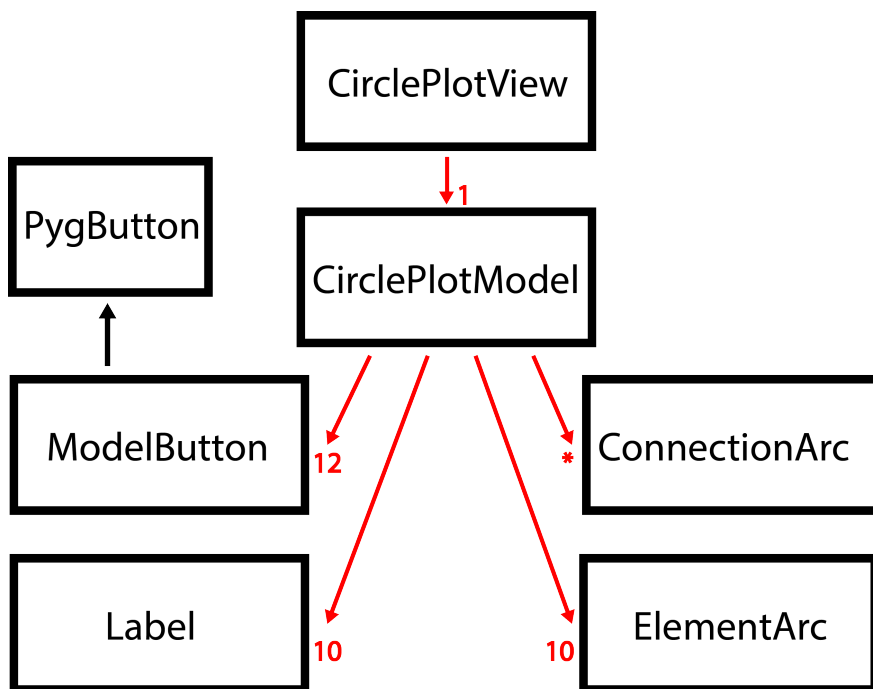 CirclePlotView
1
PygButton
CirclePlotModel
ModelButton
12
*
ConnectionArc
Label
10
10
ElementArc